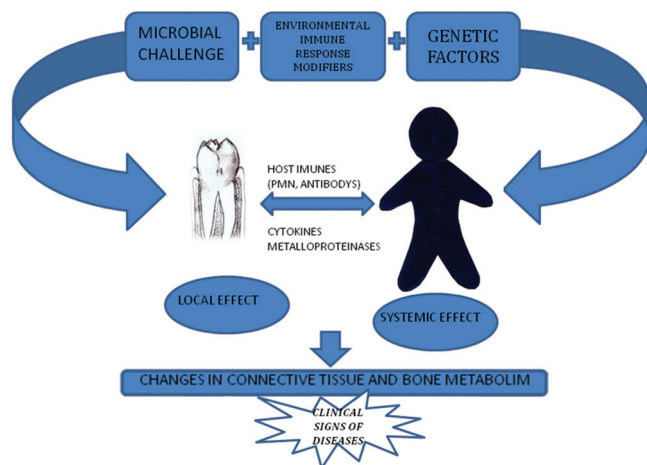 MICROBIAL
CHALLENGE
ENVIRONMENTAL
IMMUNE
RESPONSE
MODIFIERS
GENETIC
FACTORS
HOST IMUNES
(PMN, ANTIBODYS)
CYTOKINES
METALLOPROTEINASES
LOCAL EFFECT
SYSTEMIC EFFECT
CHANGES IN CONNECTIVE TISSUE AND BONE METABOLIM
CLINICAL
SIGNS OF
DISEASES